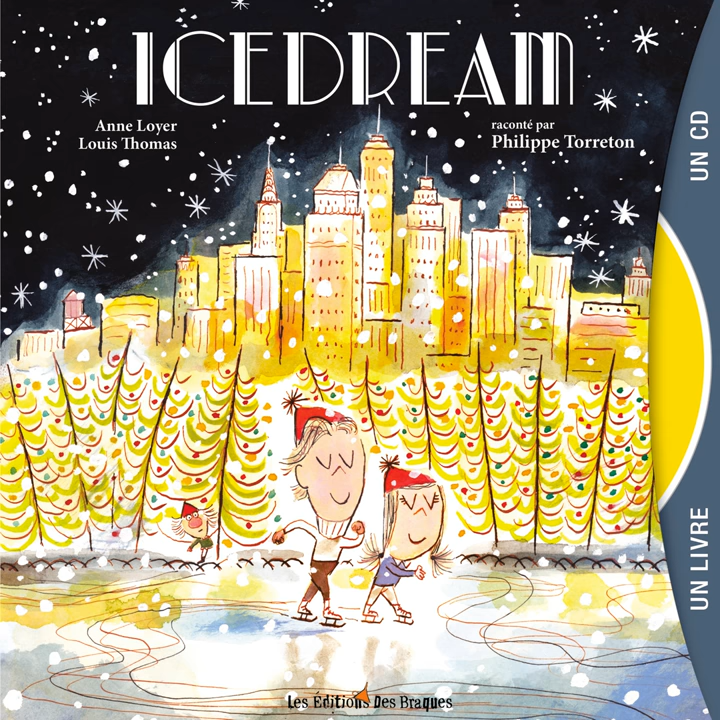 ICEDREAM
Anne Loyer
Louis Thomas
raconté par
Philippe Torreton
UN CD
UN LIVRE
Les Éditions Des Braques